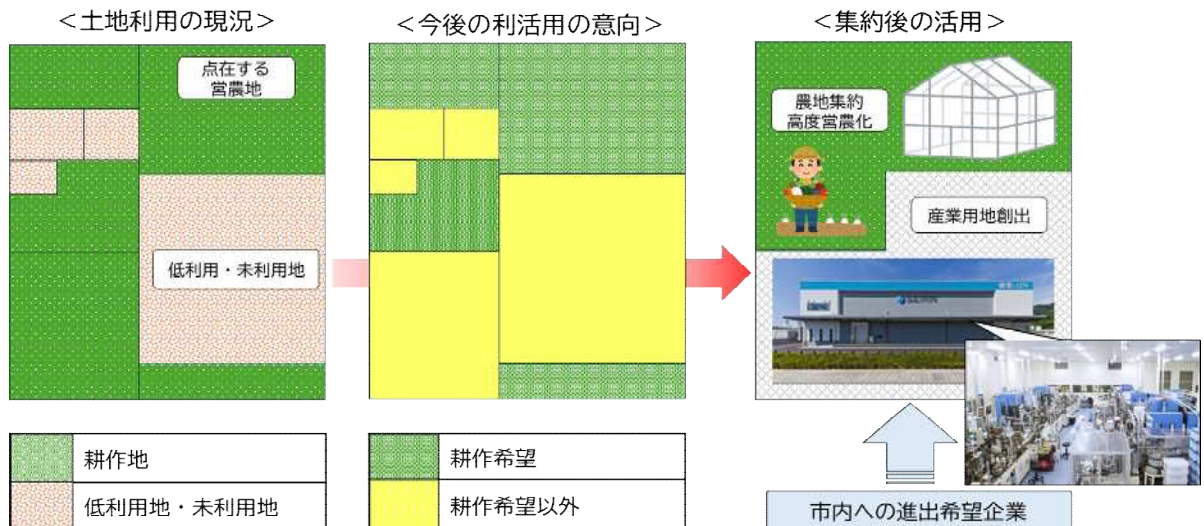 ＜土地利用の現況＞
＜今後の利活用の意向＞
＜集約後の活用＞
点在する
営農地
低利用・未利用地
農地集約
高度営農化
産業用地創出
耕作地
低利用地・未利用地
耕作希望
耕作希望以外
市内への進出希望企業